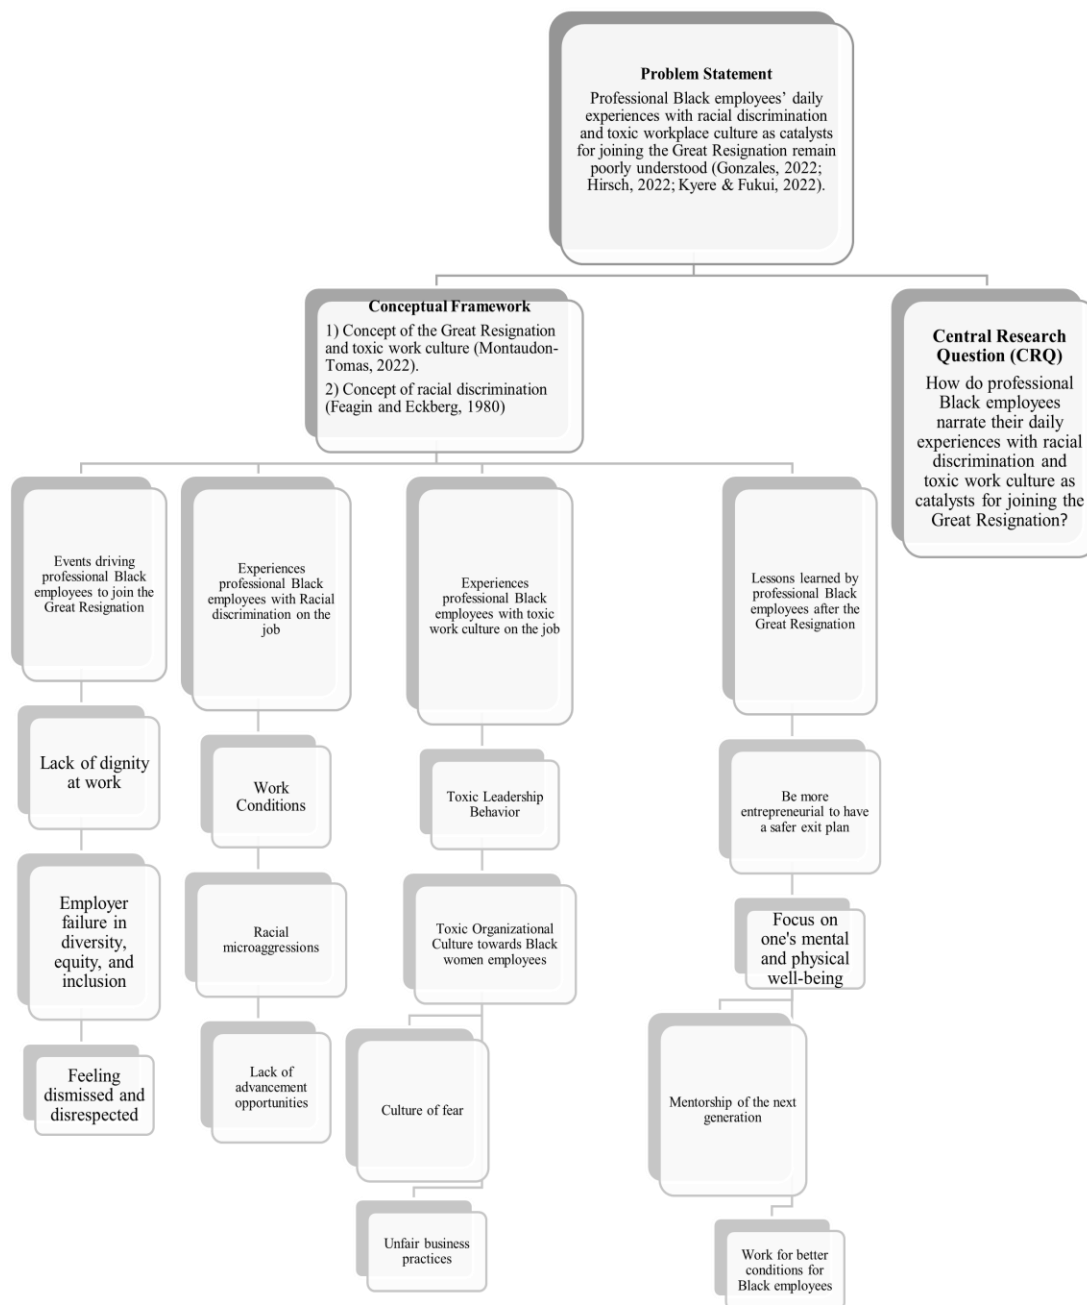 Problem Statement
Professional Black employees’ daily
experiences with racial discrimination
and toxic workplace culture as catalysts
for joining the Great Resignation remain
poorly understood (Gonzales, 2022;
Hirsch, 2022; Kyere & Fukui, 2022).
Conceptual Framework
1) Concept of the Great Resignation
and toxic work culture (Montaudon-
Tomas, 2022).
2) Concept of racial discrimination
(Feagin and Eckberg, 1980)
Central Research
Question (CRQ)
How do professional
Black employees
narrate their daily
experiences with racial
discrimination and
toxic work culture as
catalysts for joining the
Great Resignation?
Events driving
professional Black
employees to join the
Great Resignation
Lack of dignity
at work
Employer
failure in
diversity,
equity, and
inclusion
Feeling
dismissed and
disrespected
Experiences
professional Black
employees with Racial
discrimination on the
job
Work
Conditions
Racial
microaggressions
Lack of
advancement
opportunities
Experiences
professional Black
employees with toxic
work culture on the job
Toxic Leadership
Behavior
Toxic Organizational
Culture towards Black
women employees
Culture of fear
Unfair business
practices
Lessons learned by
professional Black
employees after the
Great Resignation
Be more
entrepreneurial to have
a safer exit plan
Focus on
one's mental
and physical
well-being
Mentorship of the next
generation
Work for better
conditions for
Black employees